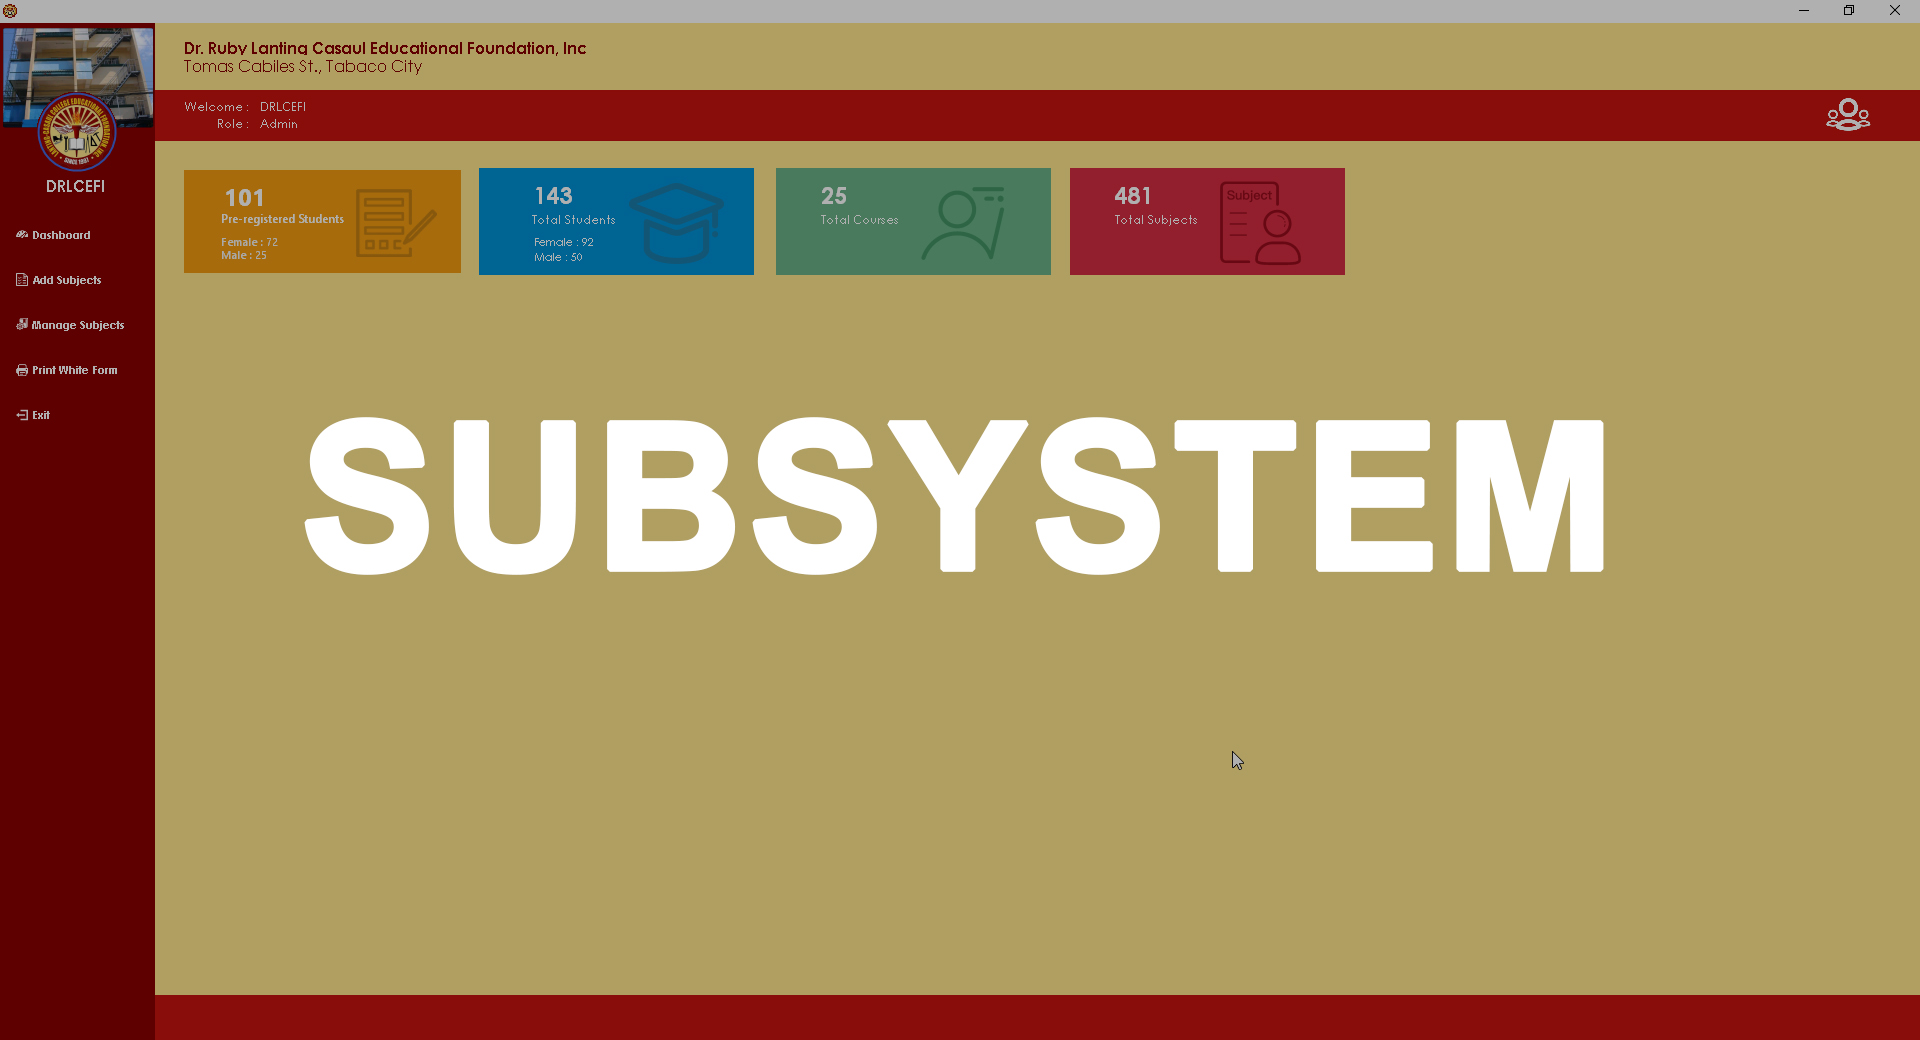 Dr. Ruby Lanting Casaul Educational Foundation, Inc
Tomas Cabiles St., Tabaco City
Welcome : DRLCEFI
Role : Admin
DRLCEFI
Dashboard
Add Subjects
Manage Subjects
Print White Form
Exit
101
Pre-registered Students
Female : 72
Male : 25
143
Total Students
Female : 92
Male : 50
25
Total Courses
481
Total Subjects
Subject
SUBSYSTEM